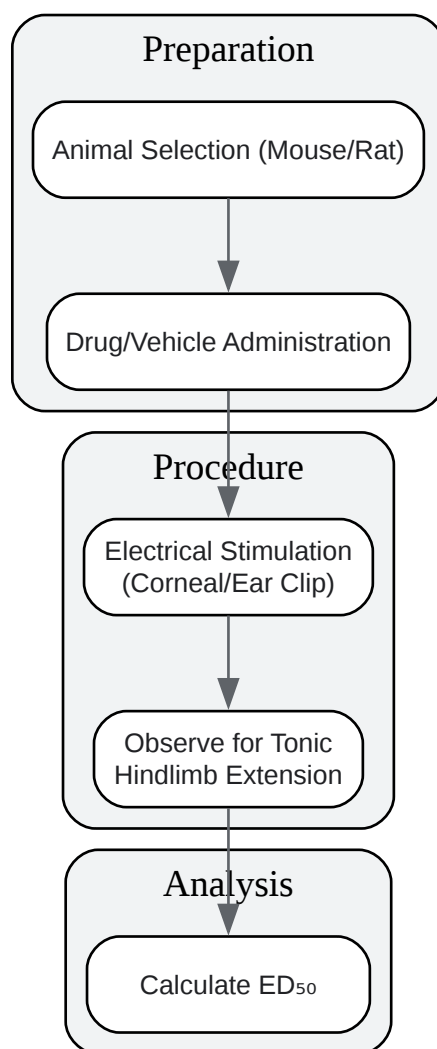 Preparation
Animal Selection (Mouse/Rat)
Drug/Vehicle Administration
Procedure
Electrical Stimulation
(Corneal/Ear Clip)
Observe for Tonic
Hindlimb Extension
Analysis
Calculate ED₅₀